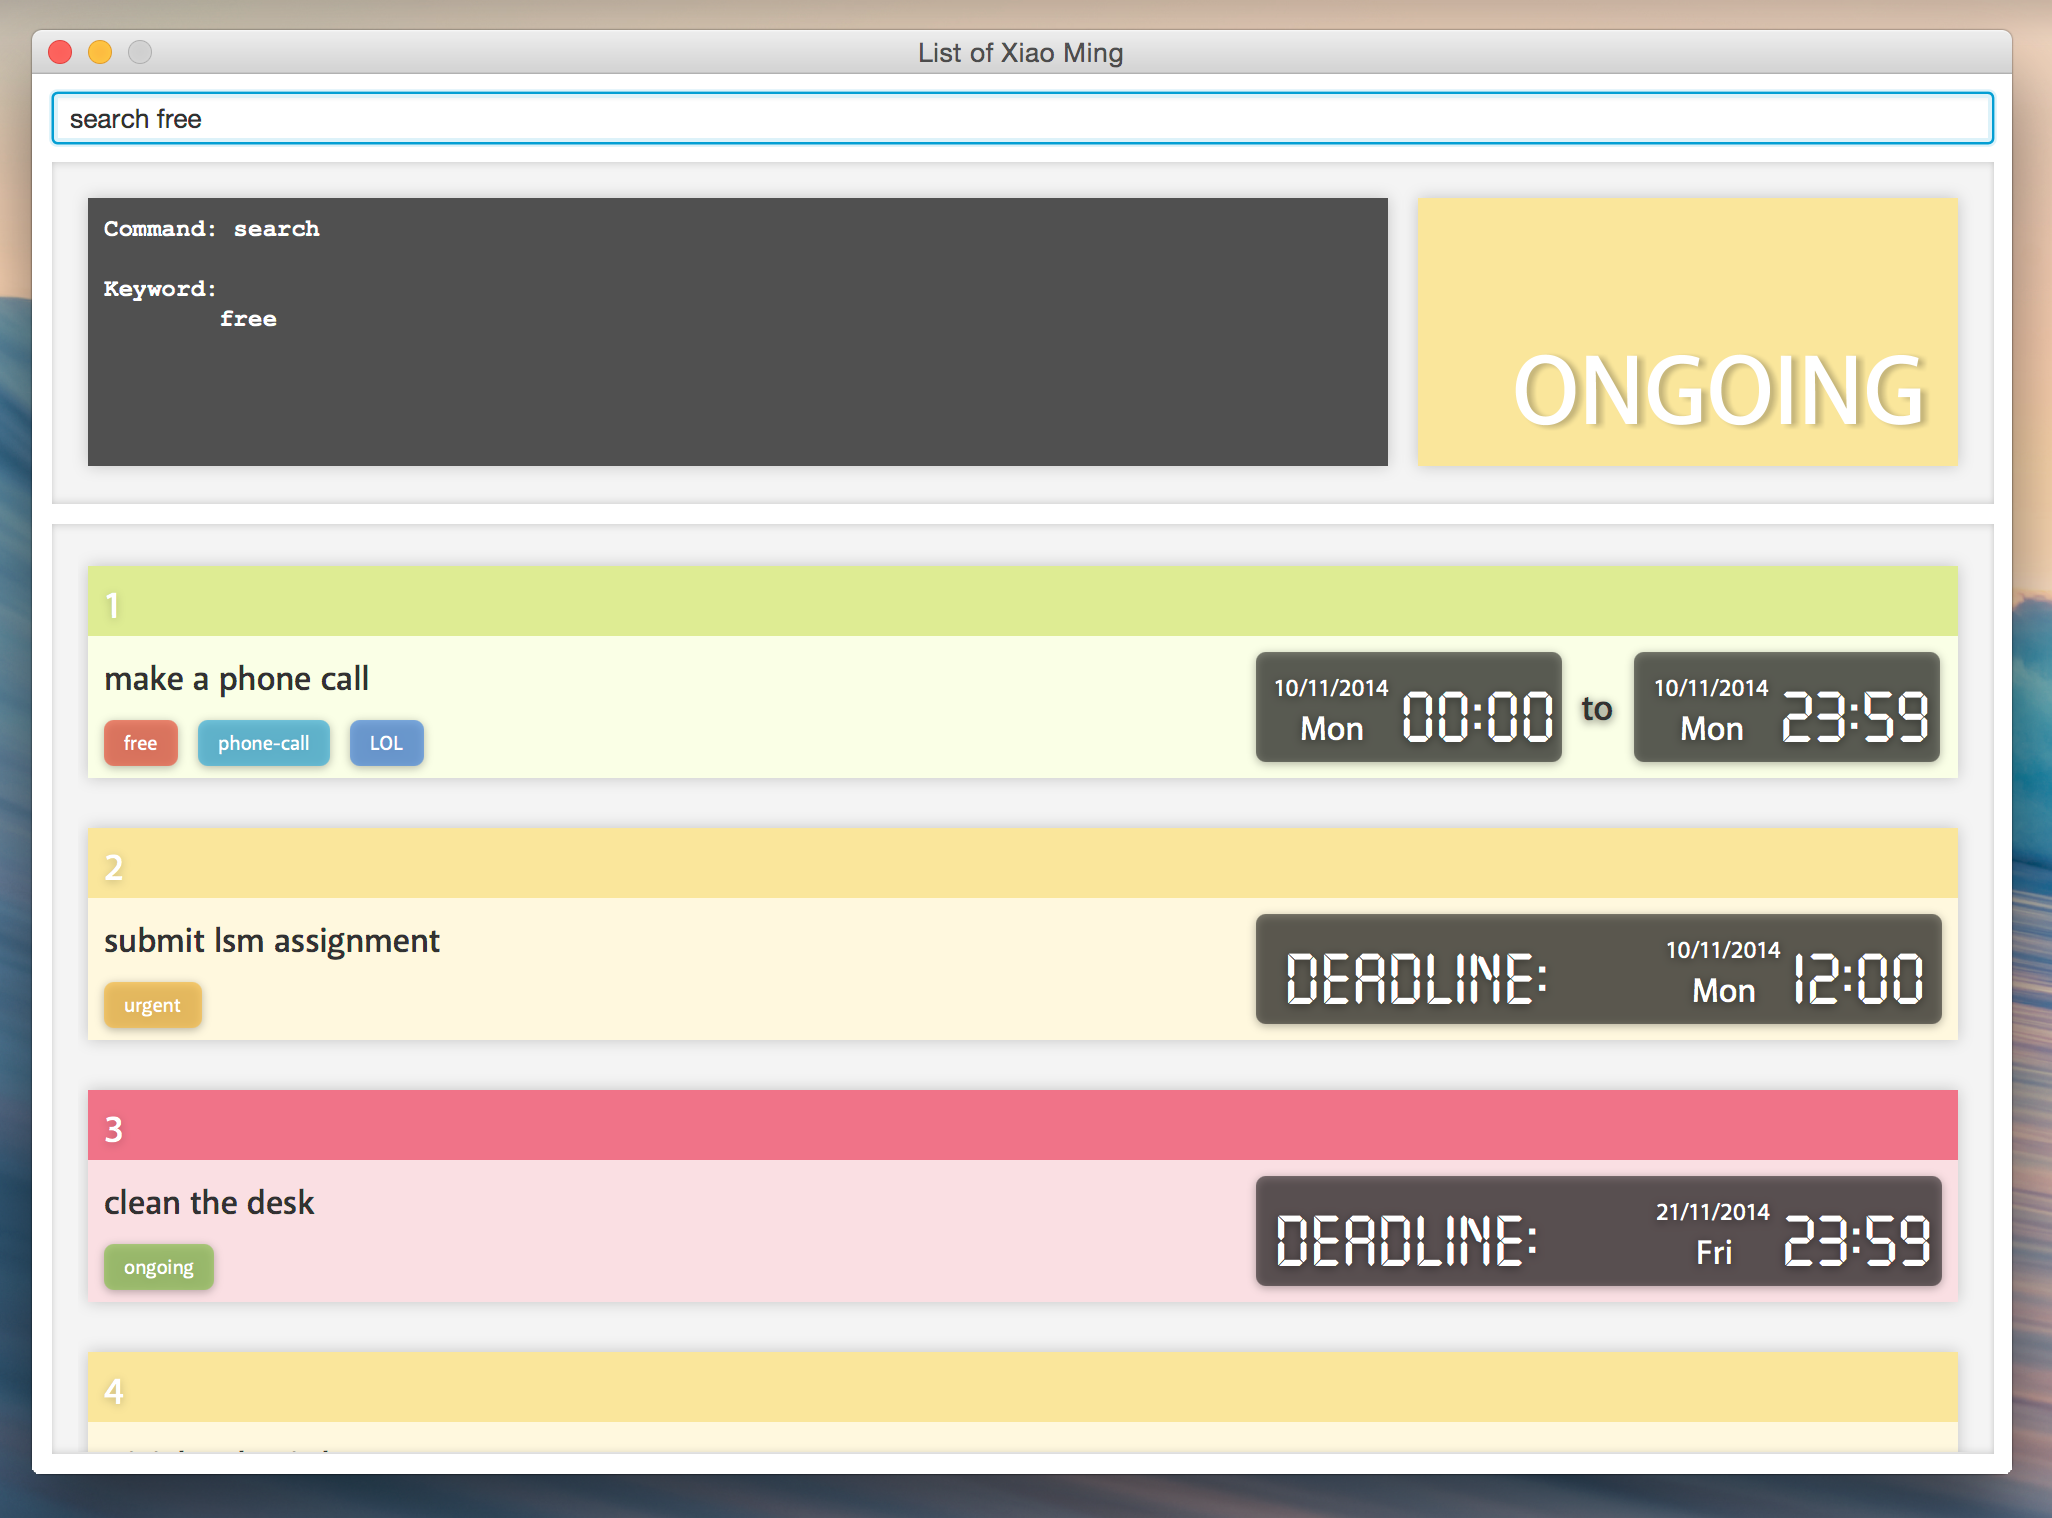 List of Xiao Ming
search free
Command: search
Keyword:
free
ONGOING
1
make a phone call
free phone-call LOL
10/11/2014
Mon 00:00 to
10/11/2014
Mon 23:59
2
submit lsm assignment
urgent
DEADLINE:
10/11/2014
Mon 12:00
3
clean the desk
ongoing
DEADLINE:
21/11/2014
Fri 23:59
4